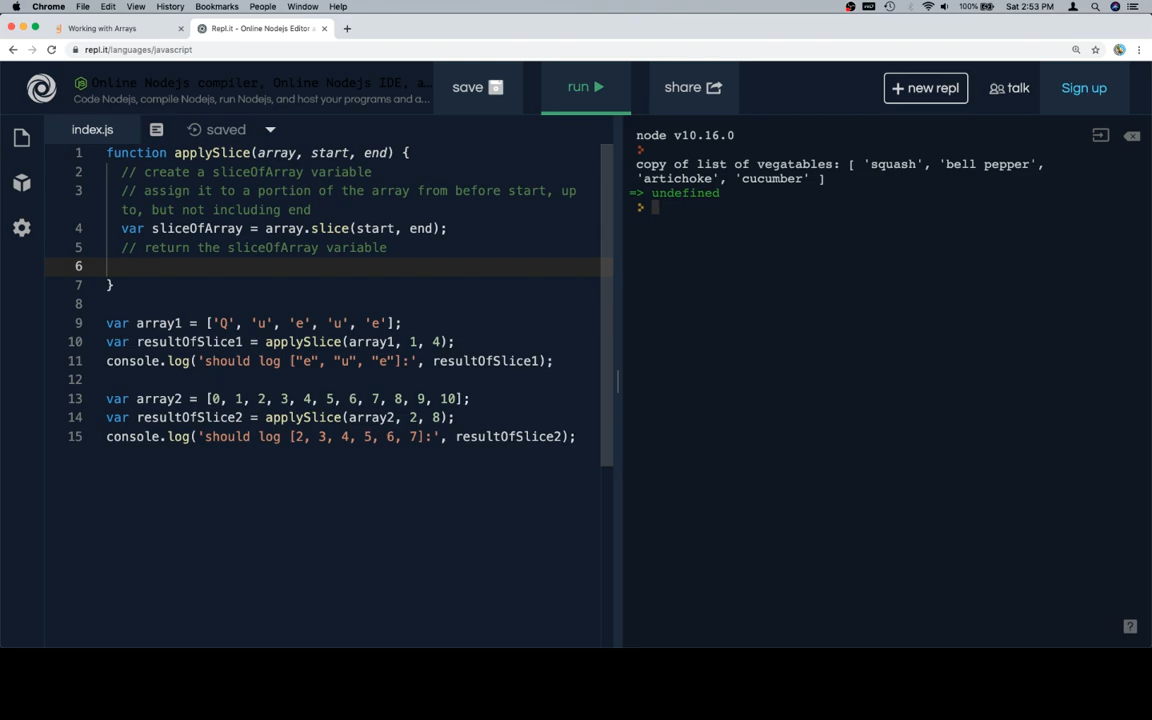 Chrome File Edit View History Bookmarks People Window Help 100% Sat 2:53 PM
Working with Arrays Repl.it - Online Nodejs Editor a
repl.it/languages/javascript
Online Nodejs compiler, Online Nodejs IDE, a...
Code Nodejs, compile Nodejs, run Nodejs, and host your programs and a...
save run share + new repl talk Sign up
index.js saved
1 function applySlice(array, start, end) {
2 // create a sliceOfArray variable
3 // assign it to a portion of the array from before start, up
to, but not including end
4 var sliceOfArray = array.slice(start, end);
5 // return the sliceOfArray variable
6
7 }
8
9 var array1 = ['Q', 'u', 'e', 'u', 'e'];
10 var resultOfSlice1 = applySlice(array1, 1, 4);
11 console.log('should log ["e", "u", "e"]:', resultOfSlice1);
12
13 var array2 = [0, 1, 2, 3, 4, 5, 6, 7, 8, 9, 10];
14 var resultOfSlice2 = applySlice(array2, 2, 8);
15 console.log('should log [2, 3, 4, 5, 6, 7]:', resultOfSlice2);
node v10.16.0
copy of list of vegatables: [ 'squash', 'bell pepper',
'artichoke', 'cucumber' ]
=> undefined
?